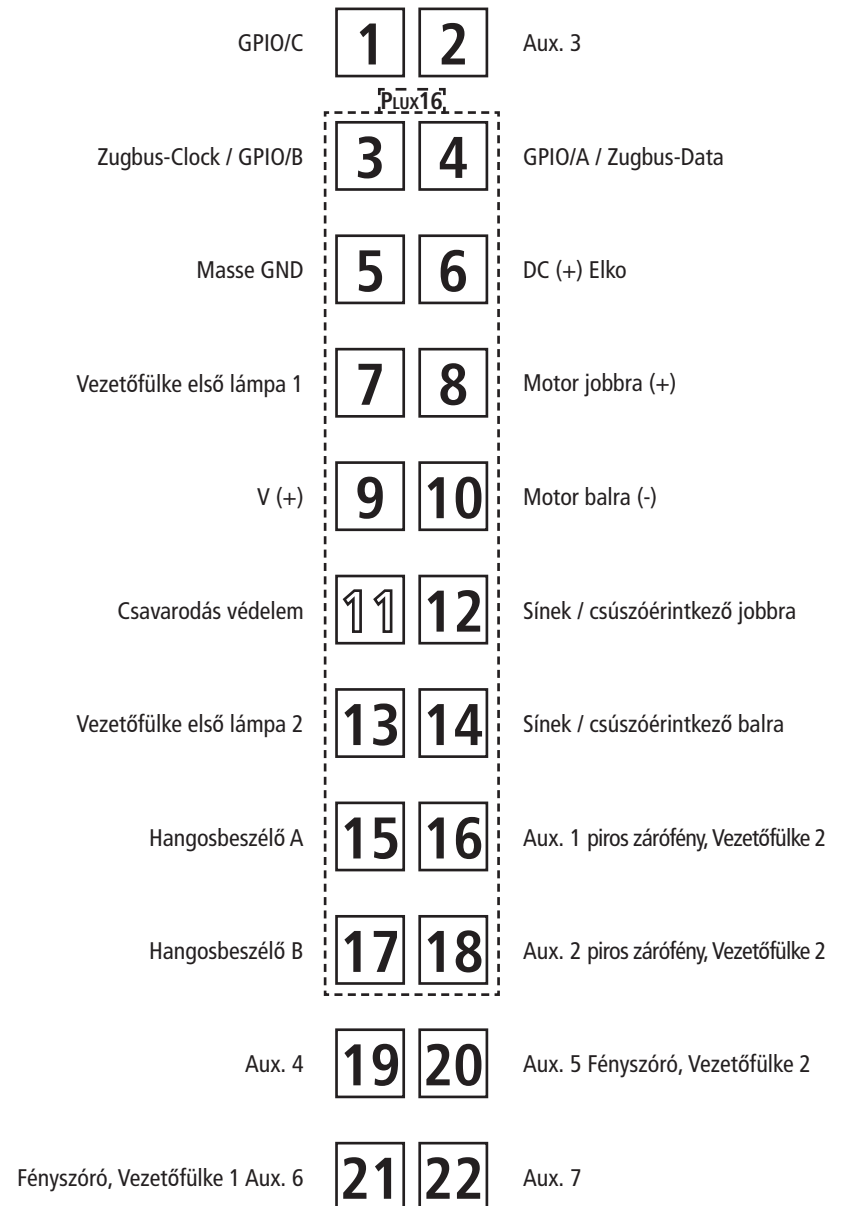 GPIO/C 1 2 Aux. 3
PLUX16
Zugbus-Clock / GPIO/B 3 4 GPIO/A / Zugbus-Data
Masse GND 5 6 DC (+) Elko
Vezetőfülke első lámpa 1 7 8 Motor jobbra (+)
V (+) 9 10 Motor balra (-)
Csavarodás védelem 11 12 Sínek / csúszóérintkező jobbra
Vezetőfülke első lámpa 2 13 14 Sínek / csúszóérintkező balra
Hangosbeszélő A 15 16 Aux. 1 piros zárófény, Vezetőfülke 2
Hangosbeszélő B 17 18 Aux. 2 piros zárófény, Vezetőfülke 2
Aux. 4 19 20 Aux. 5 Fényszóró, Vezetőfülke 2
Fényszóró, Vezetőfülke 1 Aux. 6 21 22 Aux. 7